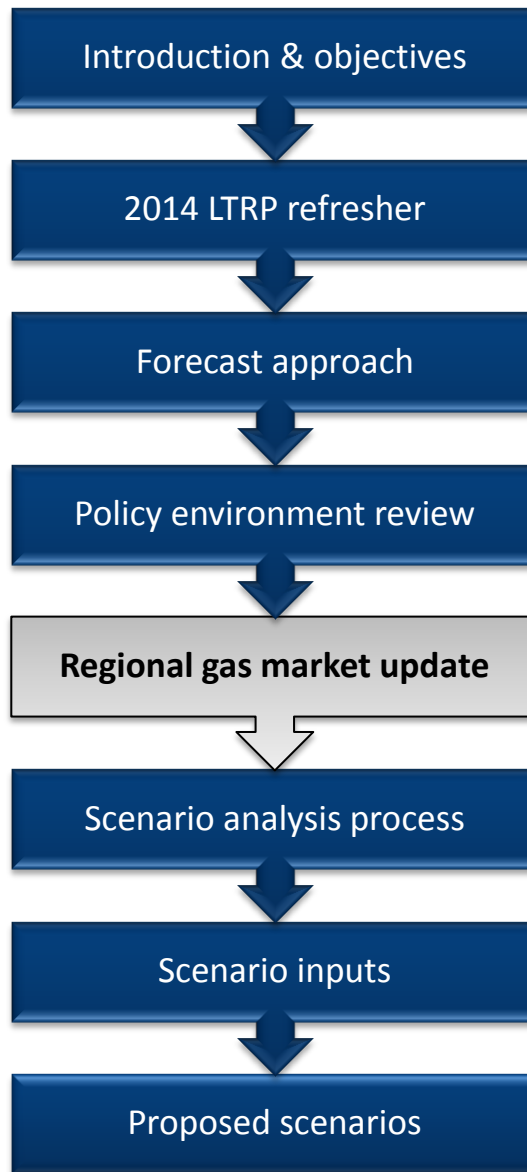 Introduction & objectives
2014 LTRP refresher
Forecast approach
Policy environment review
Regional gas market update
Scenario analysis process
Scenario inputs
Proposed scenarios